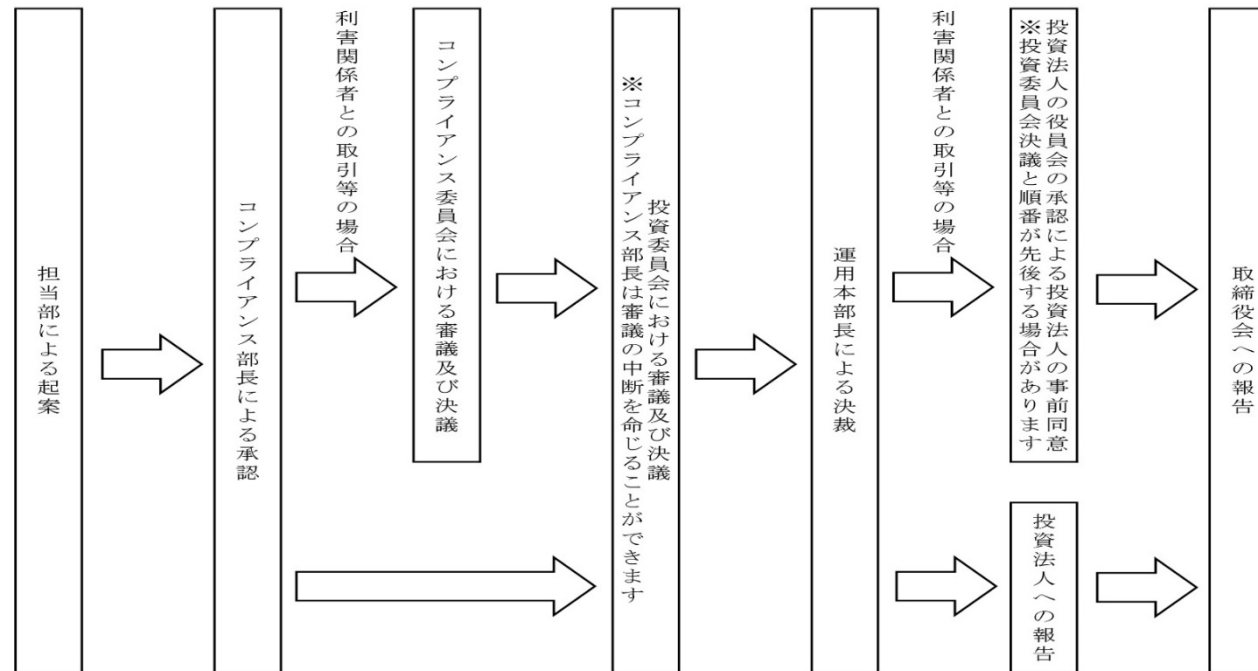 担当部による起案
コンプライアンス部長による承認
利害関係者との取引等の場合
コンプライアンス委員会における審議及び決議
投資委員会における審議及び決議
※コンプライアンス部長は審議の中断を命じることができます
運用本部長による決裁
利害関係者との取引等の場合
投資法人の役員会の承認による投資法人の事前同意
※投資委員会決議と順番が先後する場合があります
投資法人への報告
取締役会への報告